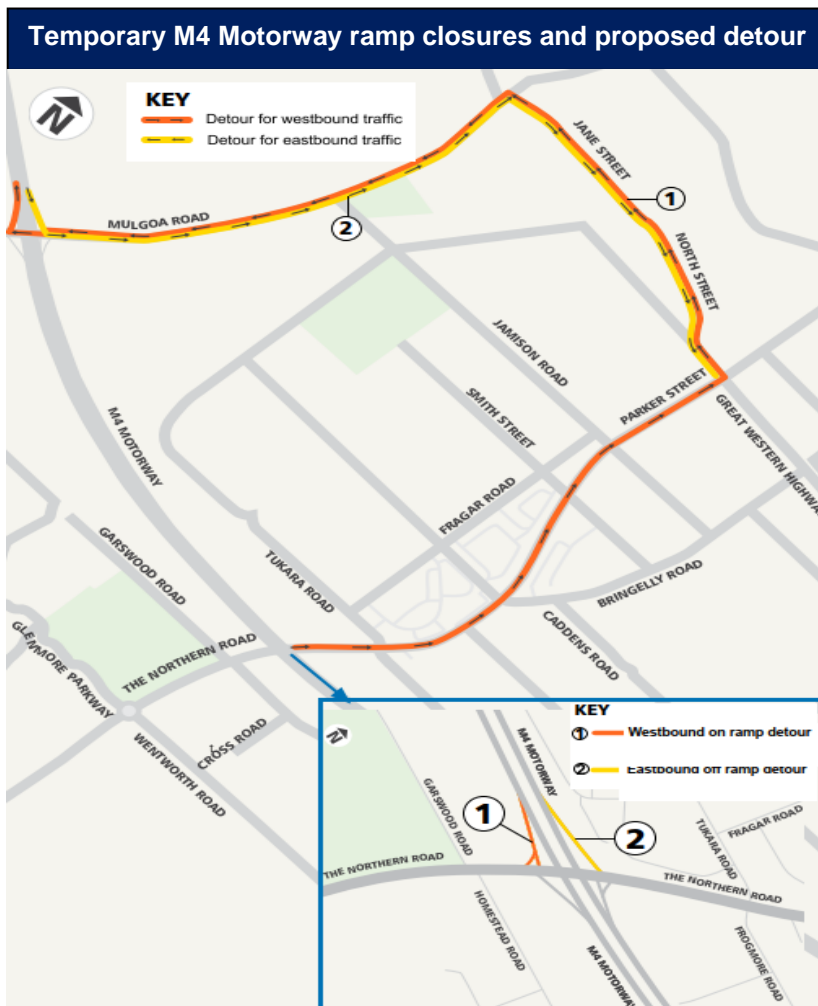 Temporary M4 Motorway ramp closures and proposed detour
N
KEY
Detour for westbound traffic
Detour for eastbound traffic
JANE STREET
1
MULGOA ROAD
2
NORTH STREET
JAMISON ROAD
PARKER STREET
SMITH STREET
GREAT WESTERN HIGHWAY
M4 MOTORWAY
FRAGAR ROAD
GARSWOOD ROAD
TUKARA ROAD
BRINGELLY ROAD
CADDENS ROAD
GLENMORE PARKWAY
THE NORTHERN ROAD
CROSS ROAD
WENTWORTH ROAD
KEY
1 Westbound on ramp detour
2 Eastbound off ramp detour
N
M4 MOTORWAY
GARSWOOD ROAD
1
2
TUKARA ROAD
FRAGAR ROAD
THE NORTHERN ROAD
THE NORTHERN ROAD
HOMESTEAD ROAD
FROGMORE ROAD
M4 MOTORWAY